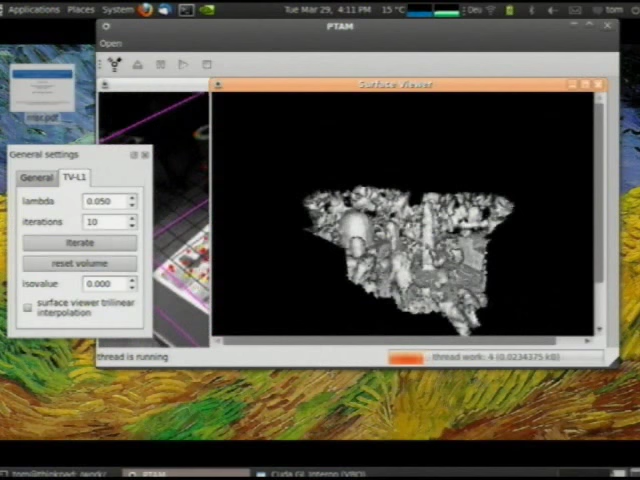 Applications Places System
Tue Mar 29, 4:11 PM 15 °C
tom
PTAM
Open
Surface Viewer
General settings
General TV-L1
lambda 0.050
iterations 10
Iterate
reset volume
isovalue 0.000
surface viewer trilinear
interpolation
thread is running
thread work: 4 (0.0234375 kB)
PTAM
Cuda GL Interop (VBO)